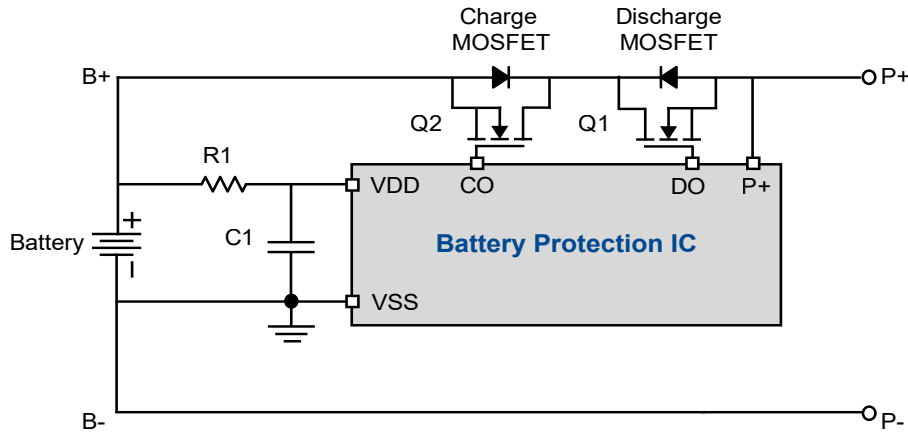 Charge
MOSFET
Discharge
MOSFET
B+
P+
Q2
Q1
R1
VDD
CO
DO
P+
Battery
+
C1
Battery Protection IC
–
VSS
B-
P-